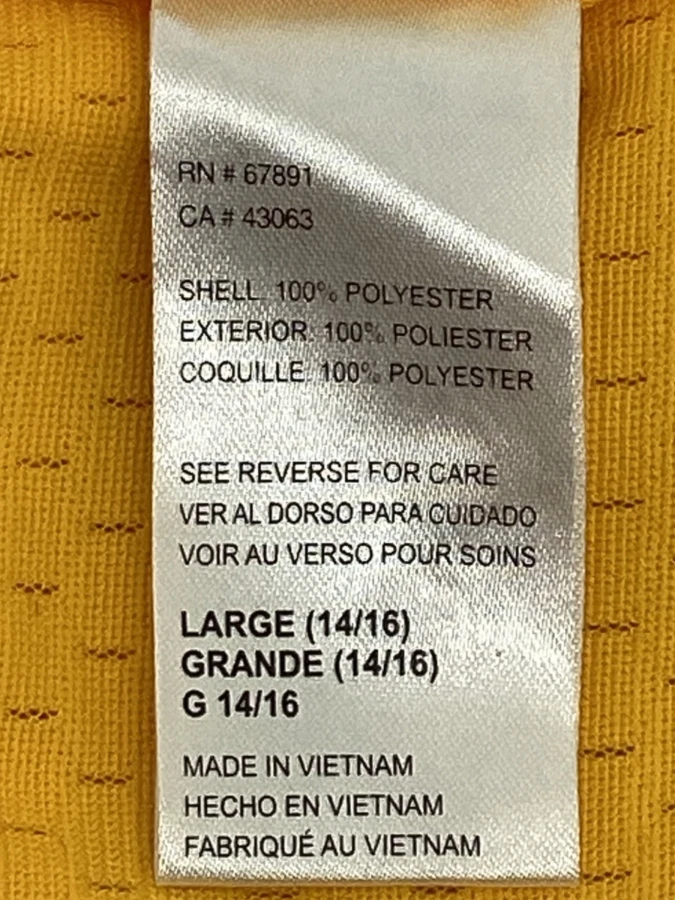 RN # 67891
CA # 43063
SHELL: 100% POLYESTER
EXTERIOR: 100% POLIESTER
COQUILLE: 100% POLYESTER
SEE REVERSE FOR CARE
VER AL DORSO PARA CUIDADO
VOIR AU VERSO POUR SOINS
LARGE (14/16)
GRANDE (14/16)
G 14/16
MADE IN VIETNAM
HECHO EN VIETNAM
FABRIQUÉ AU VIETNAM